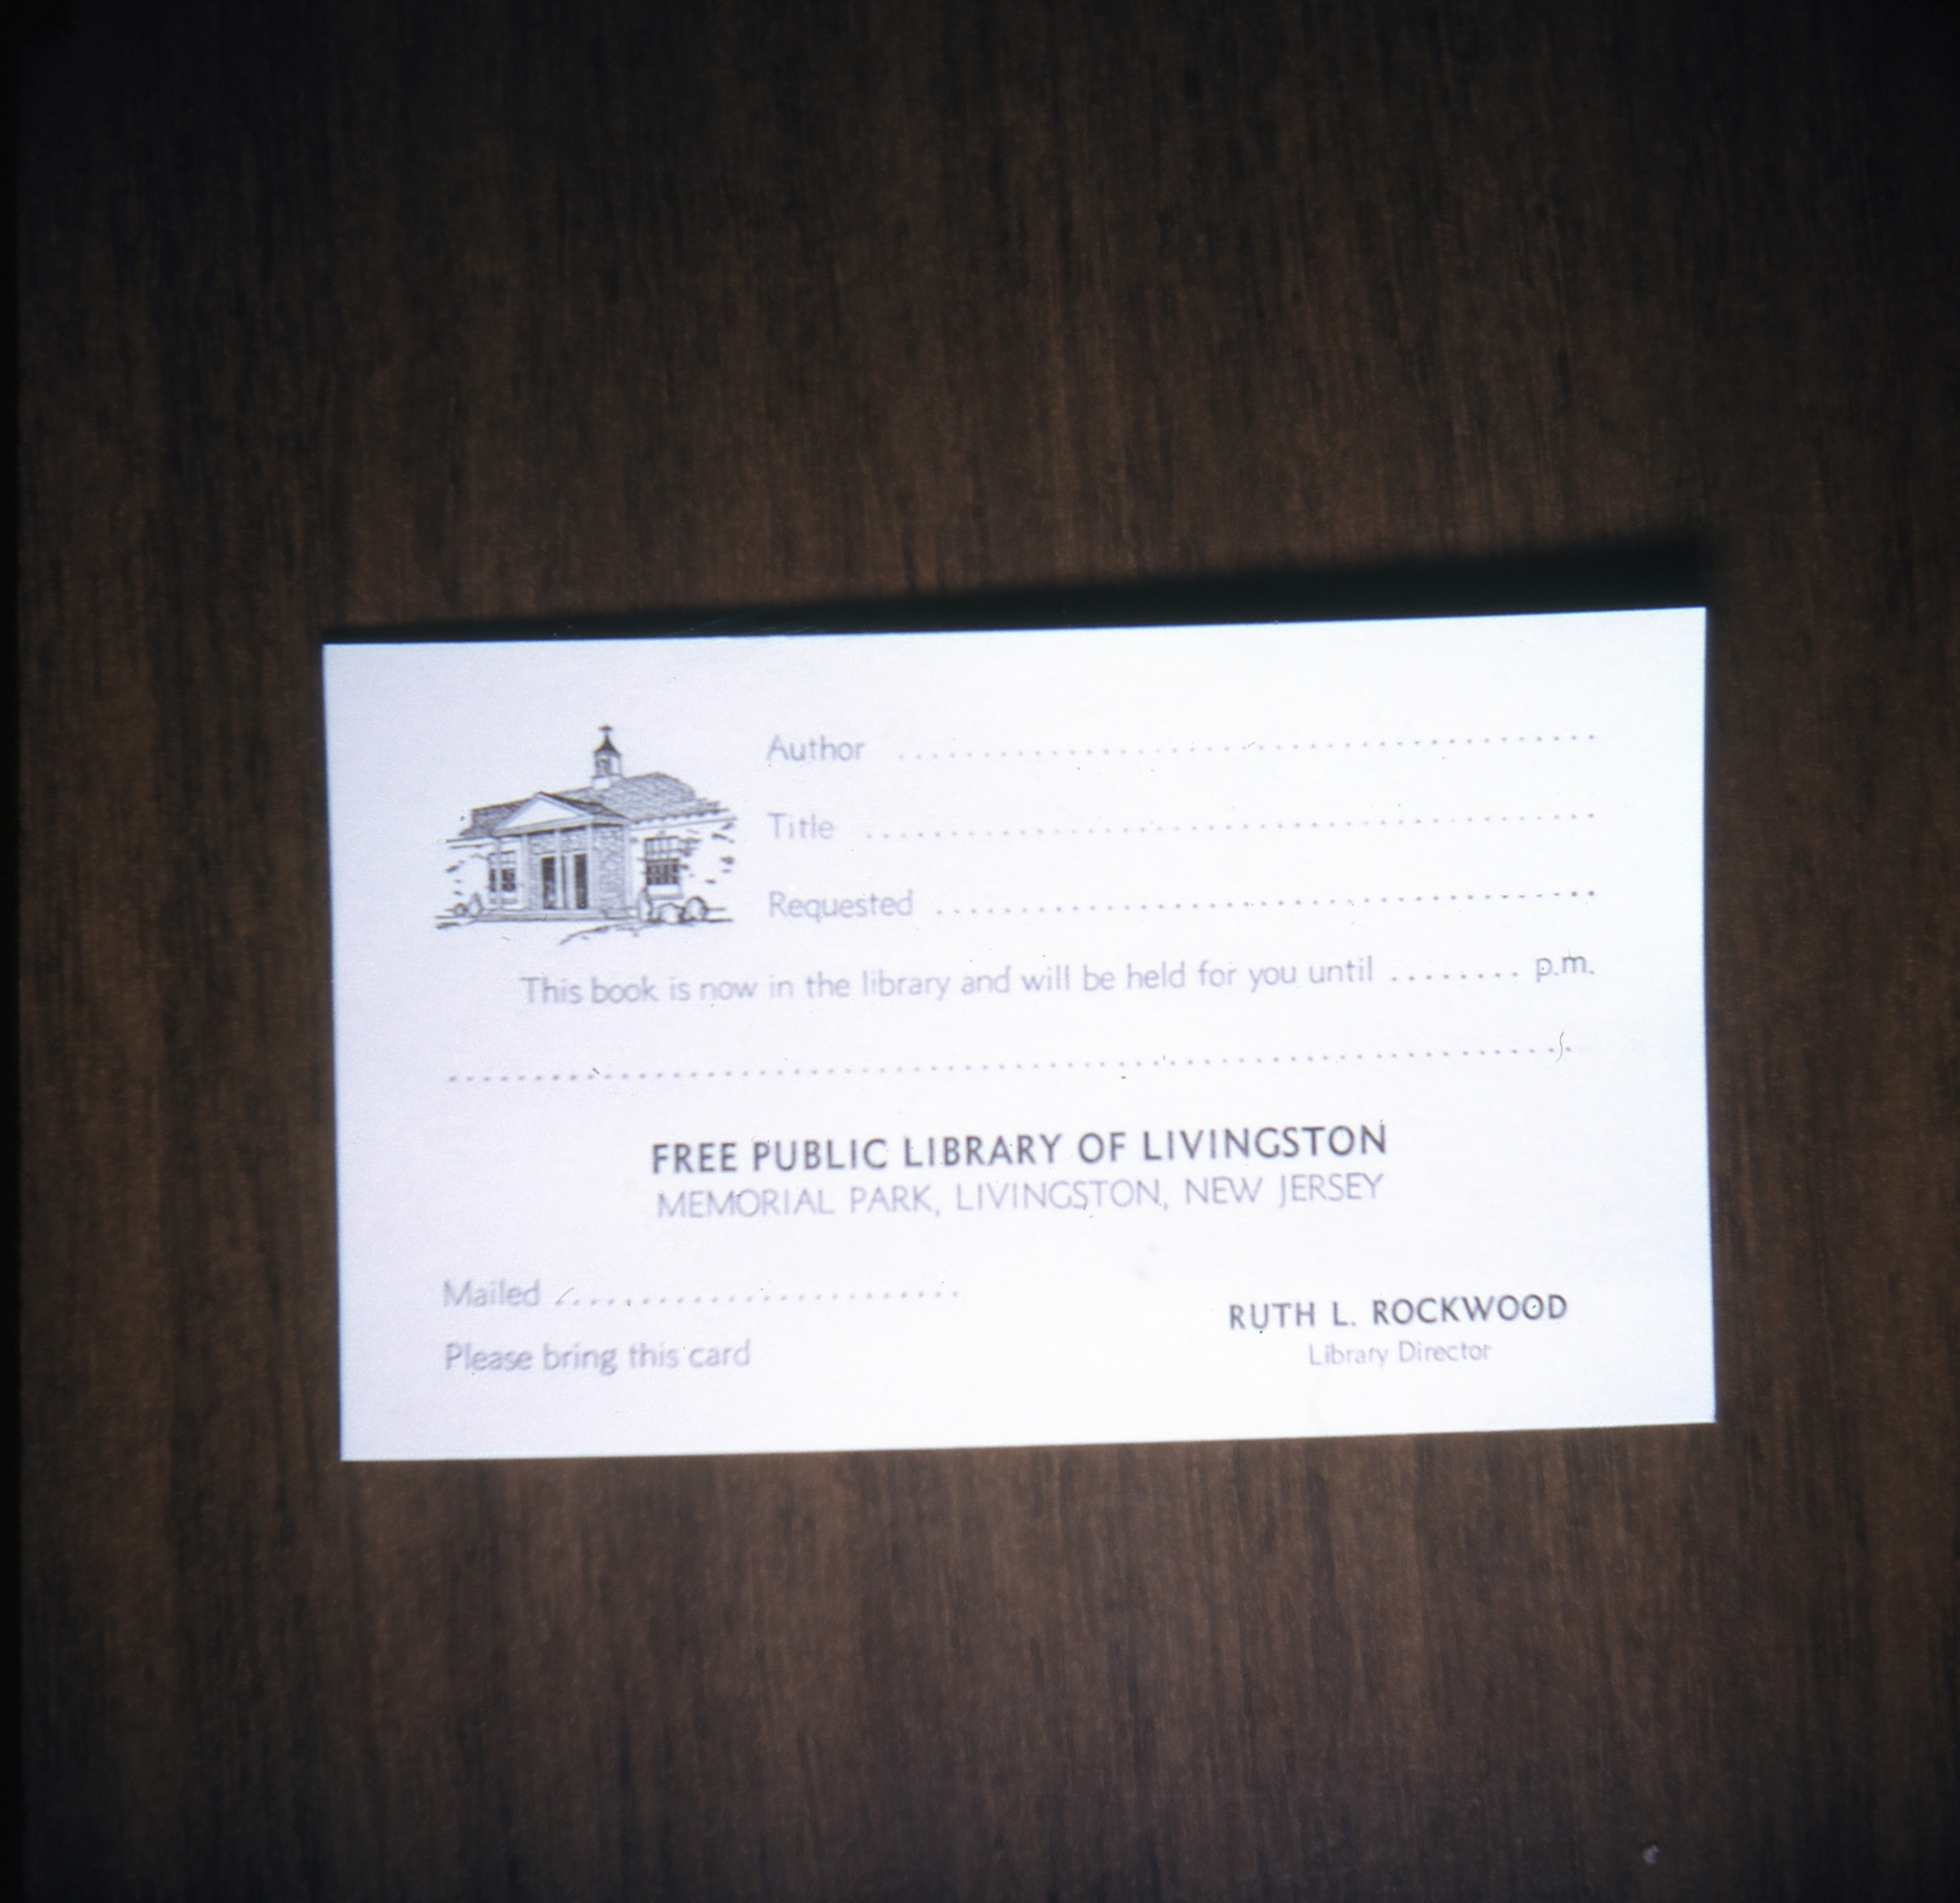 Author ........................................................
Title ..........................................................
Requested .....................................................
This book is now in the library and will be held for you until ........ p.m.
................................................................................
FREE PUBLIC LIBRARY OF LIVINGSTON
MEMORIAL PARK, LIVINGSTON, NEW JERSEY
Mailed .............................
RUTH L. ROCKWOOD
Library Director
Please bring this card